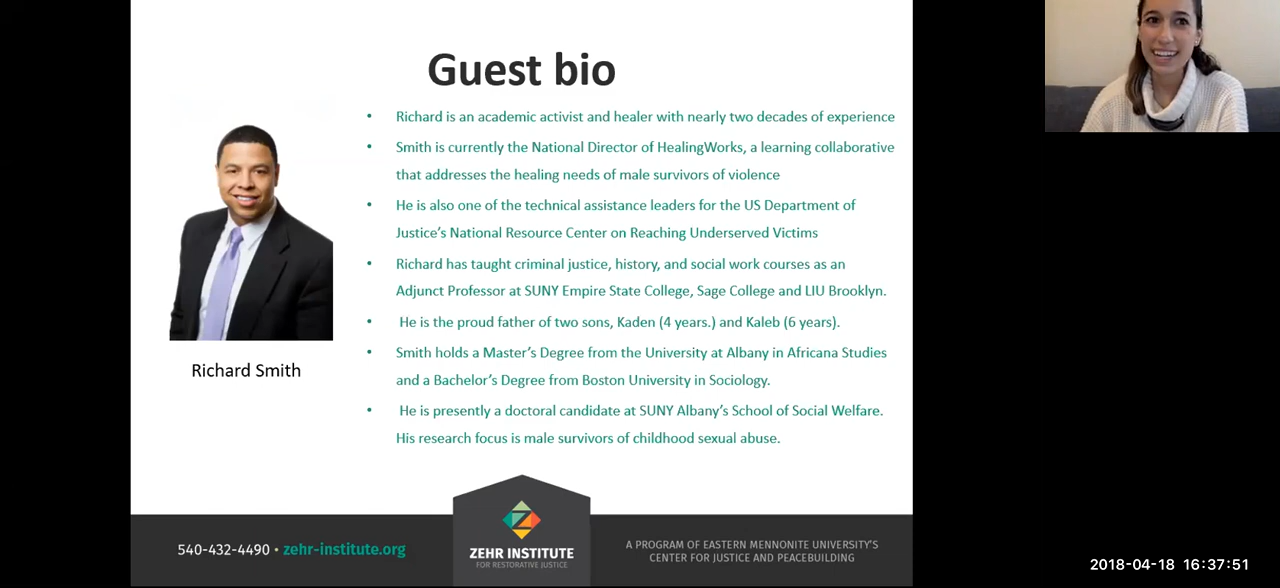 Guest bio
• Richard is an academic activist and healer with nearly two decades of experience
• Smith is currently the National Director of HealingWorks, a learning collaborative
that addresses the healing needs of male survivors of violence
• He is also one of the technical assistance leaders for the US Department of
Justice's National Resource Center on Reaching Underserved Victims
• Richard has taught criminal justice, history, and social work courses as an
Adjunct Professor at SUNY Empire State College, Sage College and LIU Brooklyn.
• He is the proud father of two sons, Kaden (4 years.) and Kaleb (6 years).
• Smith holds a Master's Degree from the University at Albany in Africana Studies
and a Bachelor's Degree from Boston University in Sociology.
• He is presently a doctoral candidate at SUNY Albany's School of Social Welfare.
His research focus is male survivors of childhood sexual abuse.
Richard Smith
540-432-4490 • zehr-institute.org
ZEHR INSTITUTE
FOR RESTORATIVE JUSTICE
A PROGRAM OF EASTERN MENNONITE UNIVERSITY'S
CENTER FOR JUSTICE AND PEACEBUILDING
2018-04-18 16:37:51